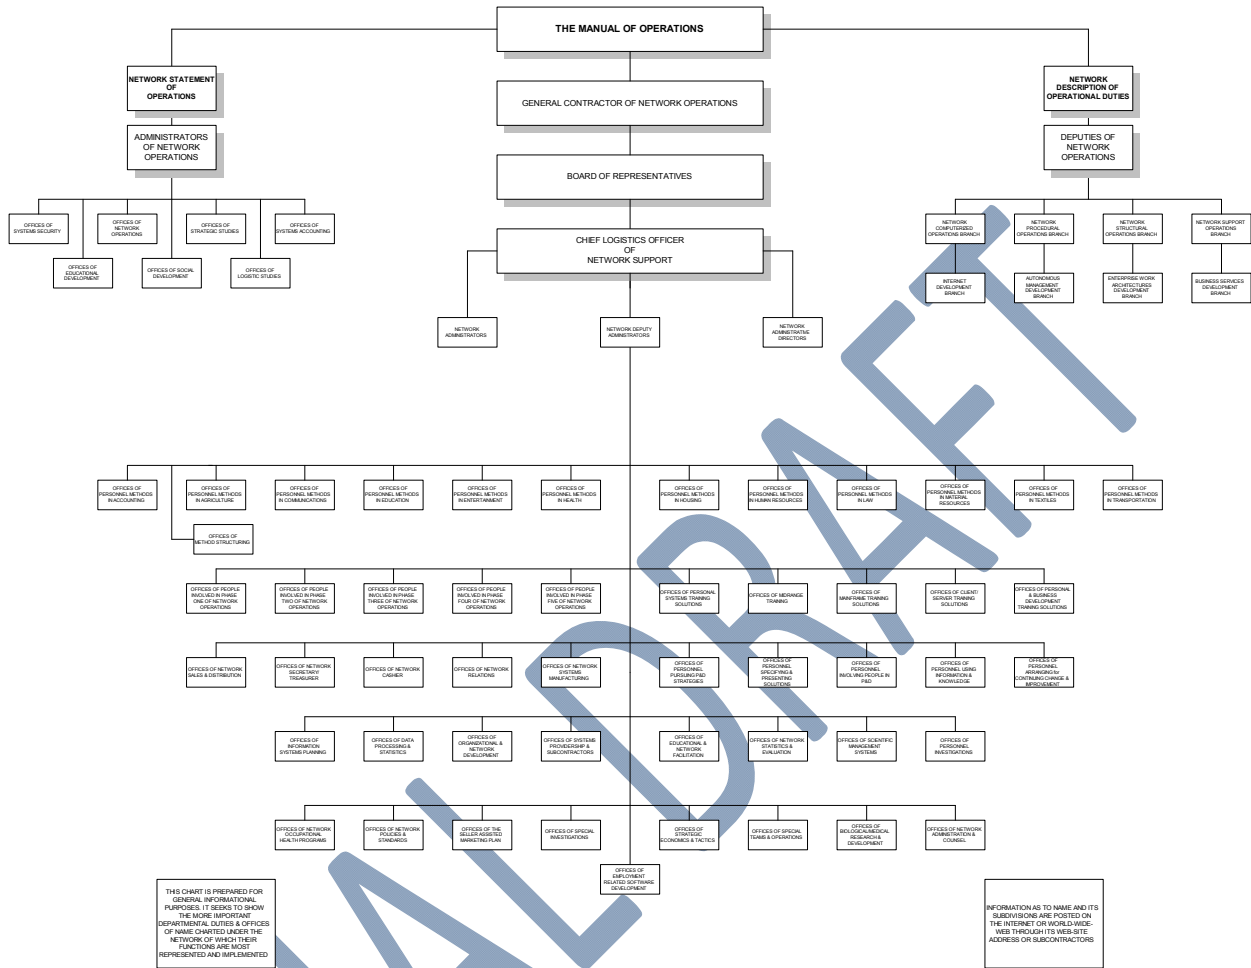 THE MANUAL OF OPERATIONS
NETWORK STATEMENT
OF
OPERATIONS
GENERAL CONTRACTOR OF NETWORK OPERATIONS
NETWORK
DESCRIPTION OF
OPERATIONAL DUTIES
ADMINISTRATORS
OF NETWORK
OPERATIONS
BOARD OF REPRESENTATIVES
DEPUTIES OF
NETWORK
OPERATIONS
OFFICES OF
SYSTEMS SECURITY
OFFICES OF
NETWORK
OPERATIONS
OFFICES OF
STRATEGIC STUDIES
OFFICES OF
SYSTEMS ACCOUNTING
OFFICES OF
EDUCATIONAL
DEVELOPMENT
OFFICES OF SOCIAL
DEVELOPMENT
OFFICES OF
LOGISTIC STUDIES
CHIEF LOGISTICS OFFICER
OF
NETWORK SUPPORT
NETWORK
COMPUTERIZED
OPERATIONS BRANCH
NETWORK
PROCEDURAL
OPERATIONS BRANCH
NETWORK
STRUCTURAL
OPERATIONS BRANCH
NETWORK SUPPORT
OPERATIONS
BRANCH
INTERNET
DEVELOPMENT
BRANCH
AUTONOMOUS
MANAGEMENT
DEVELOPMENT
BRANCH
ENTERPRISE WORK
ARCHITECTURES
DEVELOPMENT
BRANCH
BUSINESS SERVICES
DEVELOPMENT
BRANCH
NETWORK
ADMINISTRATORS
NETWORK DEPUTY
ADMINISTRATORS
NETWORK
ADMINISTRATIVE
DIRECTORS
OFFICES OF
PERSONNEL METHODS
IN ACCOUNTING
OFFICES OF
PERSONNEL METHODS
IN AGRICULTURE
OFFICES OF
PERSONNEL METHODS
IN COMMUNICATIONS
OFFICES OF
PERSONNEL METHODS
IN EDUCATION
OFFICES OF
PERSONNEL METHODS
IN ENTERTAINMENT
OFFICES OF
PERSONNEL METHODS
IN HEALTH
OFFICES OF
PERSONNEL METHODS
IN HOUSING
OFFICES OF
PERSONNEL METHODS
IN HUMAN RESOURCES
OFFICES OF
PERSONNEL METHODS
IN LAW
OFFICES OF
PERSONNEL METHODS
IN MATERIAL
RESOURCES
OFFICES OF
PERSONNEL METHODS
IN TEXTILES
OFFICES OF
PERSONNEL METHODS
IN TRANSPORTATION
OFFICES OF
METHOD STRUCTURING
OFFICES OF PEOPLE
INVOLVED IN PHASE
ONE OF NETWORK
OPERATIONS
OFFICES OF PEOPLE
INVOLVED IN PHASE
TWO OF NETWORK
OPERATIONS
OFFICES OF PEOPLE
INVOLVED IN PHASE
THREE OF NETWORK
OPERATIONS
OFFICES OF PEOPLE
INVOLVED IN PHASE
FOUR OF NETWORK
OPERATIONS
OFFICES OF PEOPLE
INVOLVED IN PHASE
FIVE OF NETWORK
OPERATIONS
OFFICES OF PERSONAL
SYSTEMS TRAINING
SOLUTIONS
OFFICES OF MIDRANGE
TRAINING
OFFICES OF
MAINFRAME TRAINING
SOLUTIONS
OFFICES OF CLIENT/
SERVER TRAINING
SOLUTIONS
OFFICES OF PERSONAL
& BUSINESS
DEVELOPMENT
TRAINING SOLUTIONS
OFFICES OF NETWORK
SALES & DISTRIBUTION
OFFICES OF NETWORK
SECRETARY/
TREASURER
OFFICES OF NETWORK
CASHIER
OFFICES OF NETWORK
RELATIONS
OFFICES OF NETWORK
SYSTEMS
MANUFACTURING
OFFICES OF
PERSONNEL
PURSUING P&D
STRATEGIES
OFFICES OF
PERSONNEL
SPECIFYING &
PRESENTING
SOLUTIONS
OFFICES OF
PERSONNEL
INVOLVING PEOPLE IN
P&D
OFFICES OF
PERSONNEL USING
INFORMATION &
KNOWLEDGE
OFFICES OF
PERSONNEL
ARRANGING for
CONTINUING CHANGE &
IMPROVEMENT
OFFICES OF
INFORMATION
SYSTEMS PLANNING
OFFICES OF DATA
PROCESSING &
STATISTICS
OFFICES OF
ORGANIZATIONAL &
NETWORK
DEVELOPMENT
OFFICES OF SYSTEMS
PROVIDERSHIP &
SUBCONTRACTORS
OFFICES OF
EDUCATIONAL &
NETWORK
FACILITATION
OFFICES OF NETWORK
STATISTICS &
EVALUATION
OFFICES OF SCIENTIFIC
MANAGEMENT
SYSTEMS
OFFICES OF
PERSONNEL
INVESTIGATIONS
OFFICES OF NETWORK
OCCUPATIONAL
HEALTH PROGRAMS
OFFICES OF NETWORK
POLICIES &
STANDARDS
OFFICES OF THE
SELLER ASSISTED
MARKETING PLAN
OFFICES OF SPECIAL
INVESTIGATIONS
OFFICES OF
STRATEGIC
ECONOMICS & TACTICS
OFFICES OF SPECIAL
TEAMS & OPERATIONS
OFFICES OF
BIOLOGICAL/MEDICAL
RESEARCH &
DEVELOPMENT
OFFICES OF NETWORK
ADMINISTRATION &
COUNSEL
OFFICES OF
EMPLOYMENT
RELATED SOFTWARE
DEVELOPMENT
THIS CHART IS PREPARED FOR
GENERAL INFORMATIONAL
PURPOSES. IT SEEKS TO SHOW
THE MORE IMPORTANT
DEPARTMENTAL DUTIES & OFFICES
OF NAME CHARTED UNDER THE
NETWORK OF WHICH THEIR
FUNCTIONS ARE MOST
REPRESENTED AND IMPLEMENTED
INFORMATION AS TO NAME AND ITS
SUBDIVISIONS ARE POSTED ON
THE INTERNET OR WORLD-WIDE-
WEB THROUGH ITS WEB-SITE
ADDRESS OR SUBCONTRACTORS
DRAFT